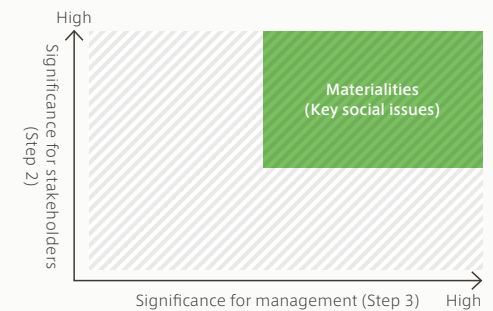 High
Significance for stakeholders
(Step 2)
Materialities
(Key social issues)
Significance for management (Step 3)
High